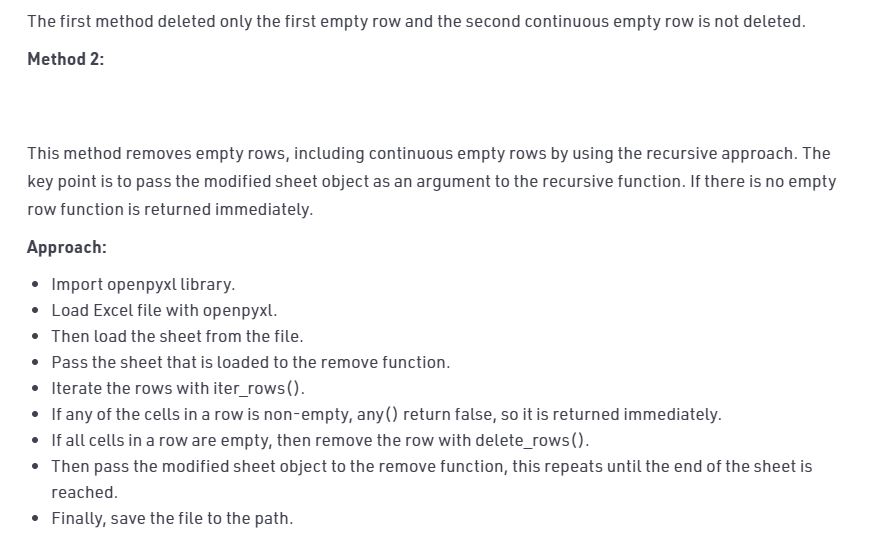 The first method deleted only the first empty row and the second continuous empty row is not deleted.
Method 2:
This method removes empty rows, including continuous empty rows by using the recursive approach. The
key point is to pass the modified sheet object as an argument to the recursive function. If there is no empty
row function is returned immediately.
Approach:
• Import openpyxl library.
• Load Excel file with openpyxl.
• Then load the sheet from the file.
• Pass the sheet that is loaded to the remove function.
• Iterate the rows with iter_rows().
• If any of the cells in a row is non-empty, any() return false, so it is returned immediately.
• If all cells in a row are empty, then remove the row with delete_rows().
• Then pass the modified sheet object to the remove function, this repeats until the end of the sheet is
reached.
• Finally, save the file to the path.